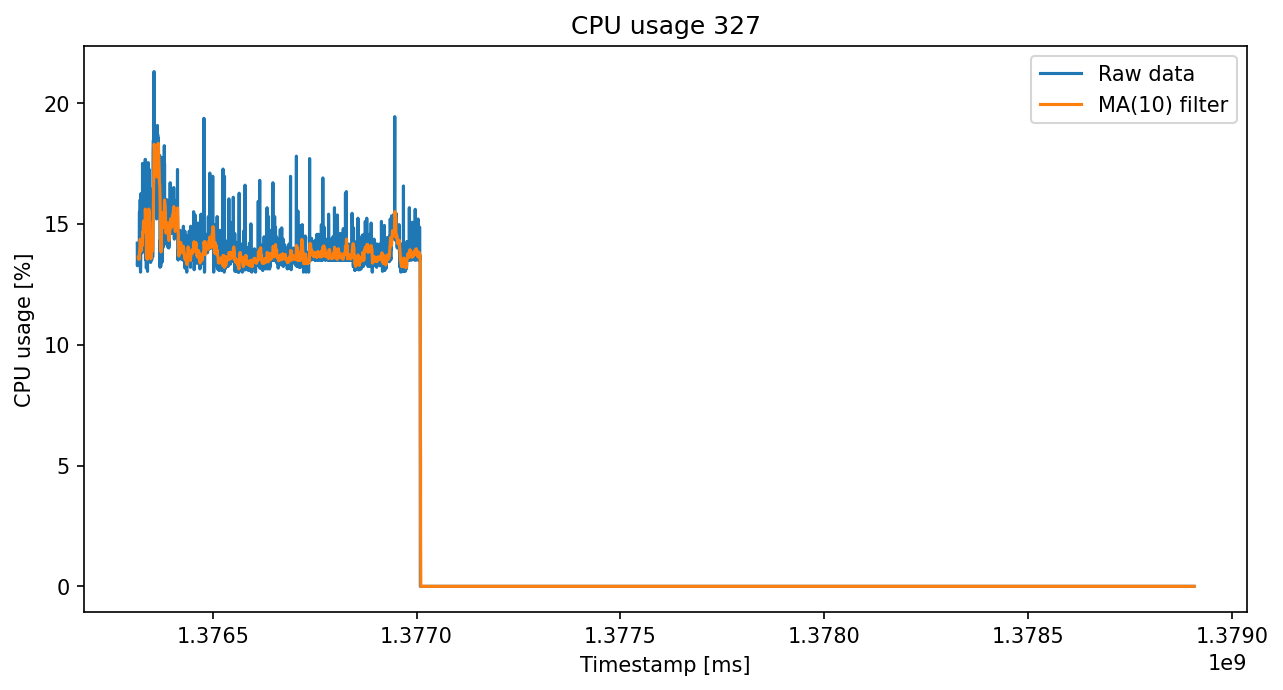 CPU usage 327
Raw data
MA(10) filter
CPU usage [%]
20
15
10
5
0
1.3765 1.3770 1.3775 1.3780 1.3785 1.3790
1e9
Timestamp [ms]